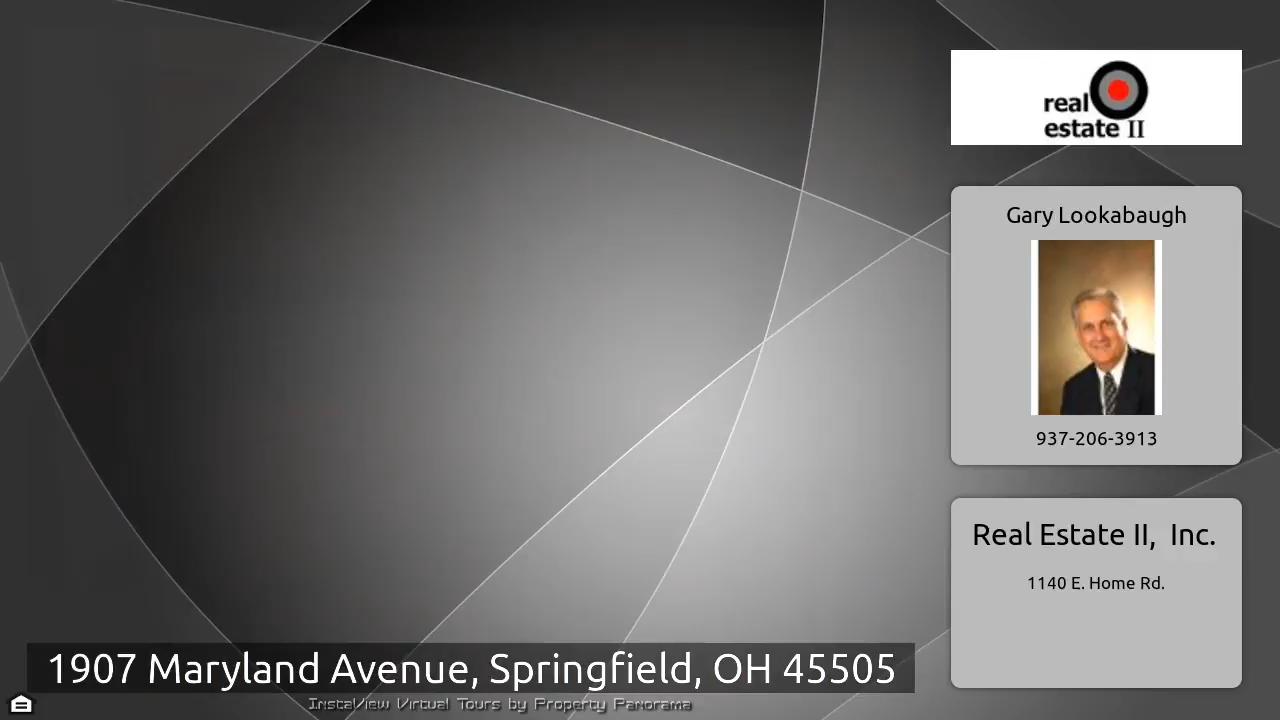 real
estate II
Gary Lookabaugh
937-206-3913
Real Estate II, Inc.
1140 E. Home Rd.
1907 Maryland Avenue, Springfield, OH 45505
InstaView Virtual Tours by Property Panorama